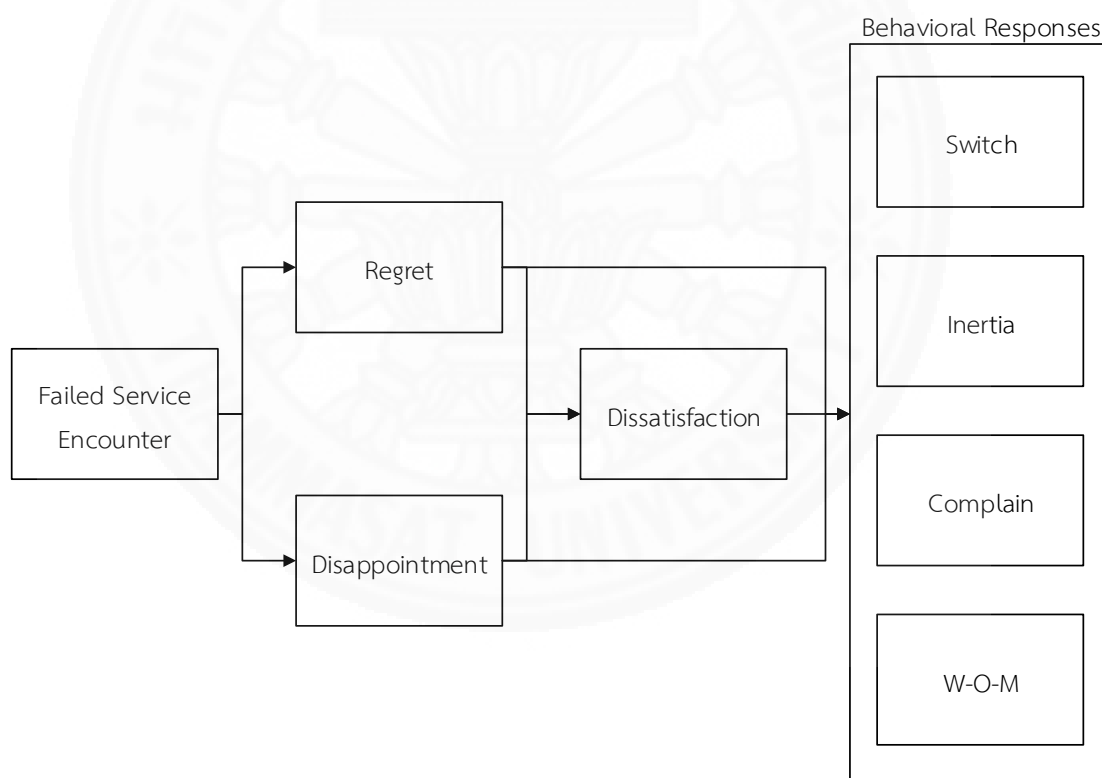 Behavioral Responses
Switch
Regret
Inertia
Failed Service
Encounter
Dissatisfaction
Complain
Disappointment
W-O-M